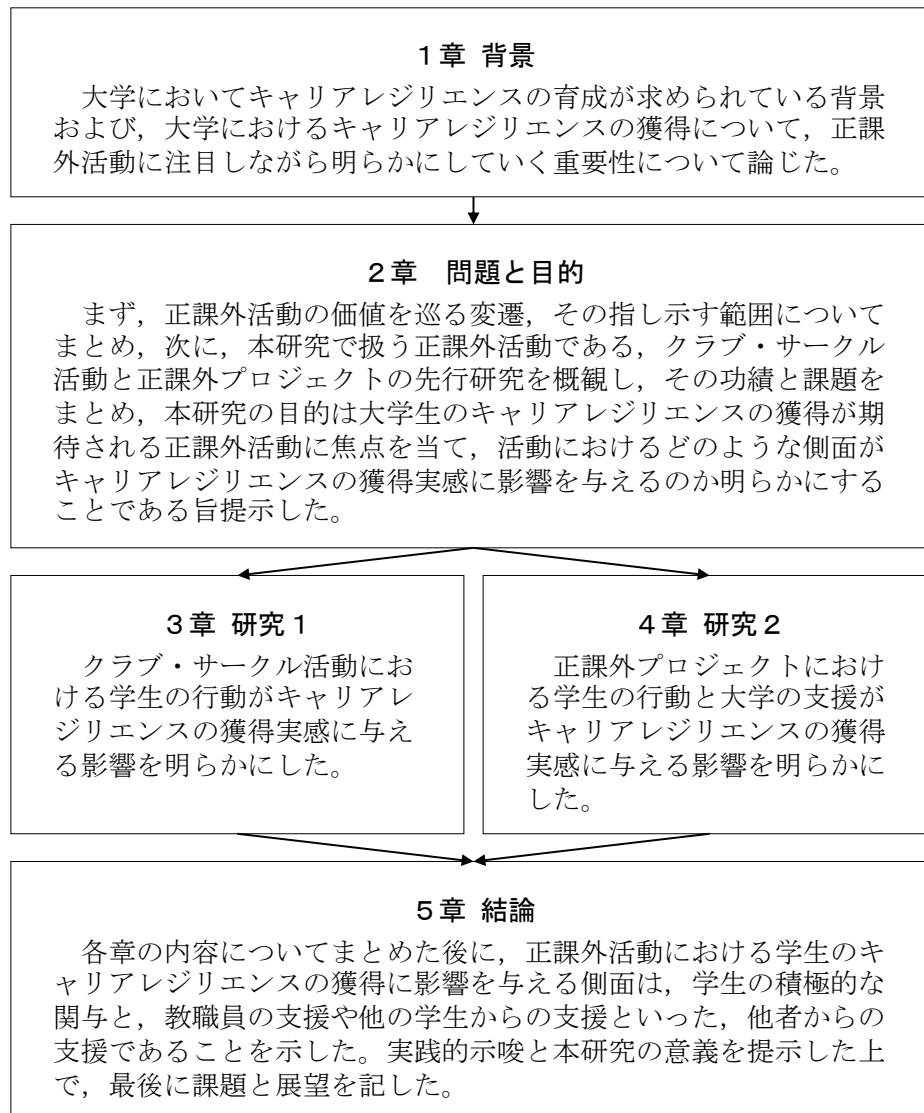 １章 背景
大学においてキャリアレジリエンスの育成が求められている背景
および，大学におけるキャリアレジリエンスの獲得について，正課
外活動に注目しながら明らかにしていく重要性について論じた。
２章　問題と目的
まず，正課外活動の価値を巡る変遷，その指し示す範囲について
まとめ，次に，本研究で扱う正課外活動である，クラブ・サークル
活動と正課外プロジェクトの先行研究を概観し，その功績と課題を
まとめ，本研究の目的は大学生のキャリアレジリエンスの獲得が期
待される正課外活動に焦点を当て，活動におけるどのような側面が
キャリアレジリエンスの獲得実感に影響を与えるのか明らかにする
ことである旨提示した。
３章 研究１
クラブ・サークル活動にお
ける学生の行動がキャリアレ
ジリエンスの獲得実感に与え
る影響を明らかにした。
４章 研究２
正課外プロジェクトにおけ
る学生の行動と大学の支援が
キャリアレジリエンスの獲得
実感に与える影響を明らかに
した。
５章 結論
各章の内容についてまとめた後に，正課外活動における学生のキ
ャリアレジリエンスの獲得に影響を与える側面は，学生の積極的な
関与と，教職員の支援や他の学生からの支援といった，他者からの
支援であることを示した。実践的示唆と本研究の意義を提示した上
で，最後に課題と展望を記した。